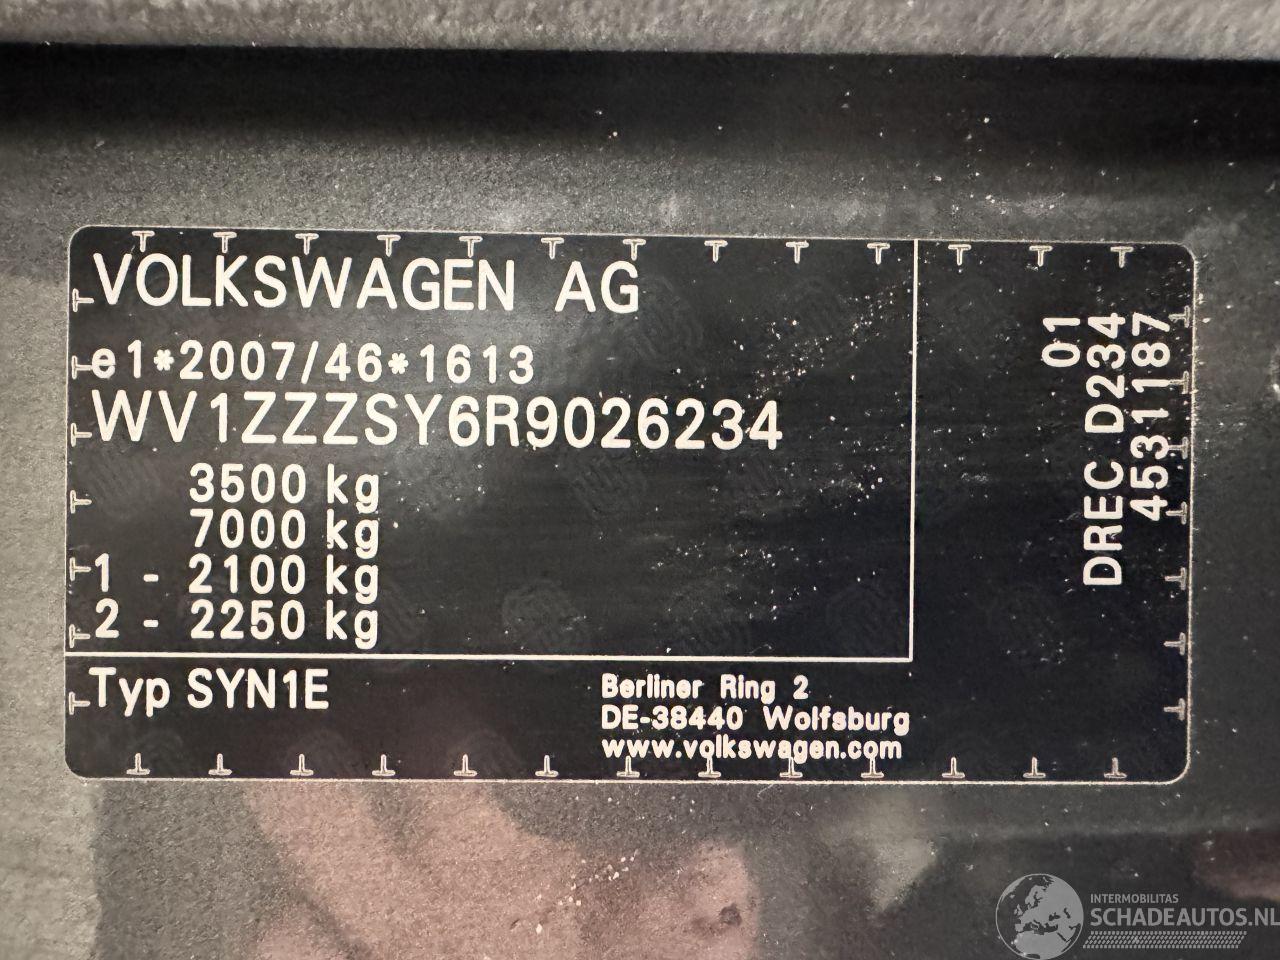 VOLKSWAGEN AG
e1*2007/46*1613
WV1ZZZSY6R9026234
3500 kg
7000 kg
1 - 2100 kg
2 - 2250 kg
Typ SYN1E
Berliner Ring 2
DE-38440 Wolfsburg
www.volkswagen.com
01
DREC D234
4531187
INTERMOBILITAS
SCHADEAUTOS.NL